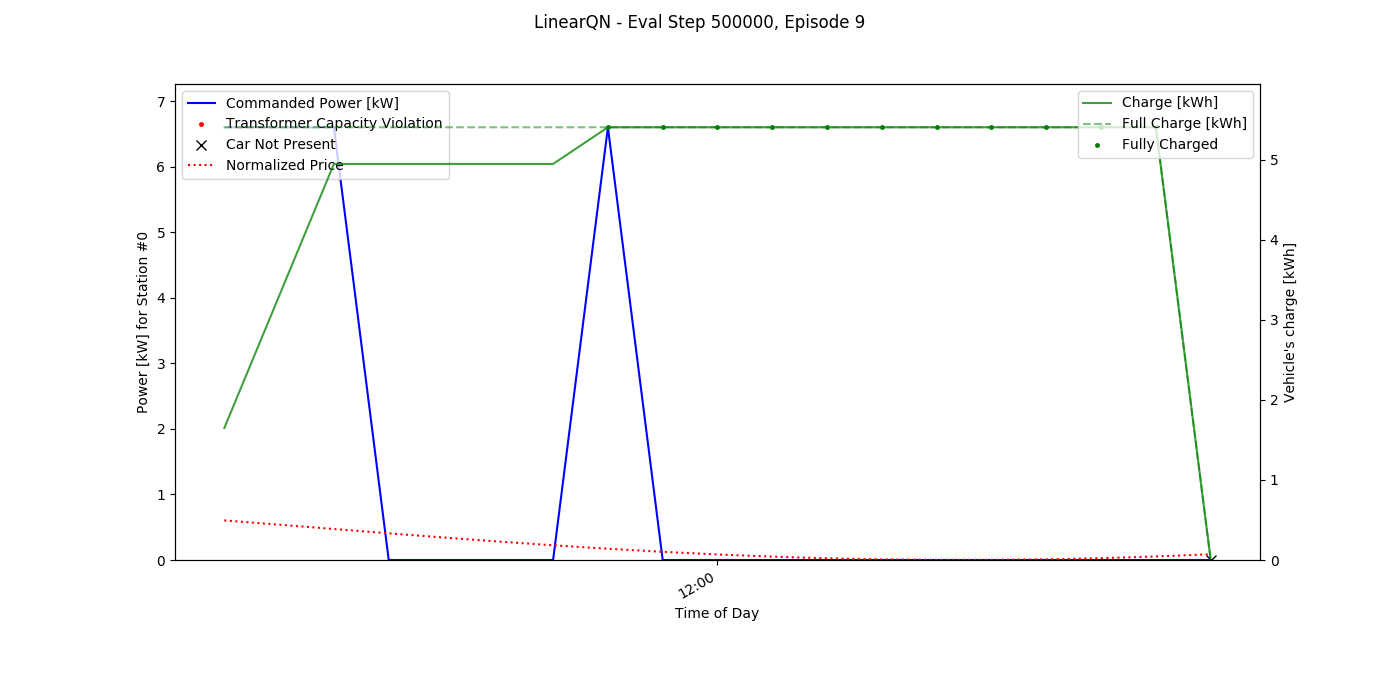 LinearQN - Eval Step 500000, Episode 9
Commanded Power [kW]
Transformer Capacity Violation
Car Not Present
Normalized Price
Charge [kWh]
Full Charge [kWh]
Fully Charged
7
6
5
4
3
2
1
0
Power [kW] for Station #0
5
4
3
2
1
0
Vehicle's charge [kWh]
12:00
Time of Day